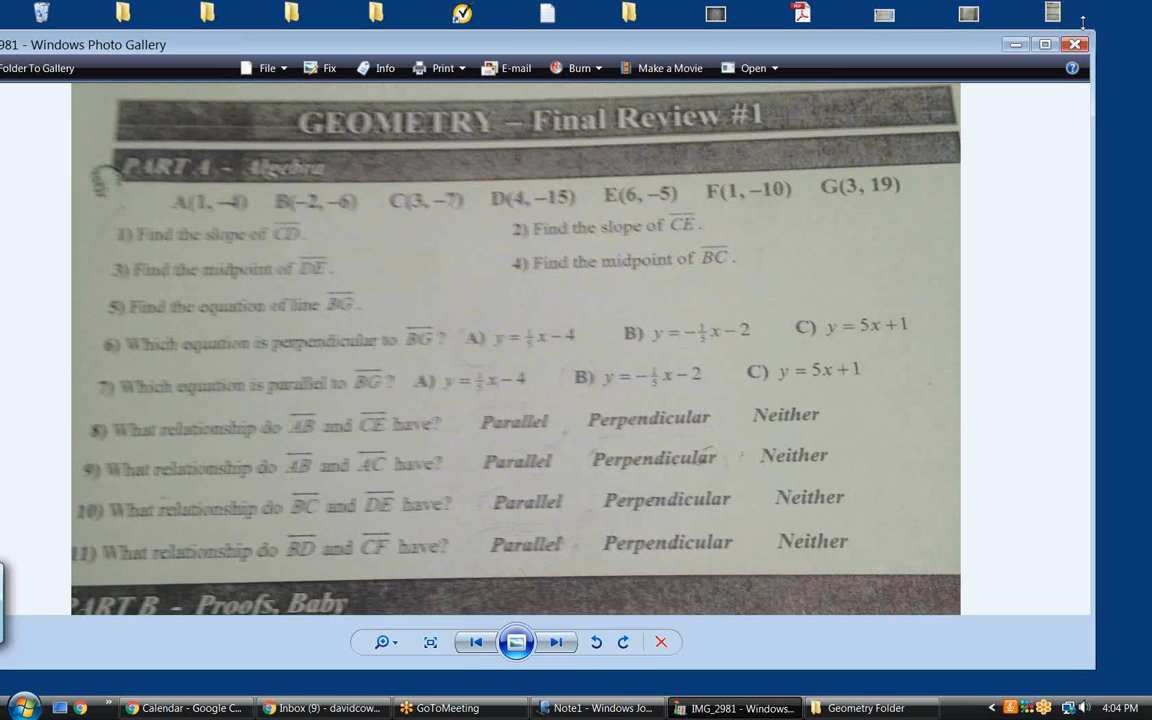 981 - Windows Photo Gallery
Folder To Gallery File Fix Info Print E-mail Burn Make a Movie Open
GEOMETRY – Final Review #1
PART A - Algebra
A(1, –4) B(–2, –6) C(3, –7) D(4, –15) E(6, –5) F(1, –10) G(3, 19)
1) Find the slope of CD. 2) Find the slope of CE.
3) Find the midpoint of DE. 4) Find the midpoint of BC.
5) Find the equation of line BG.
6) Which equation is perpendicular to BG? A) y = 1/5 x – 4 B) y = – 1/5 x – 2 C) y = 5x + 1
7) Which equation is parallel to BG? A) y = 1/5 x – 4 B) y = – 1/5 x – 2 C) y = 5x + 1
8) What relationship do AB and CE have? Parallel Perpendicular Neither
9) What relationship do AB and AC have? Parallel Perpendicular Neither
10) What relationship do BC and DE have? Parallel Perpendicular Neither
11) What relationship do BD and CF have? Parallel Perpendicular Neither
PART B - Proofs, Baby
Calendar - Google C... Inbox (9) - davidcow... GoToMeeting Note1 - Windows Jo... IMG_2981 - Windows... Geometry Folder 4:04 PM